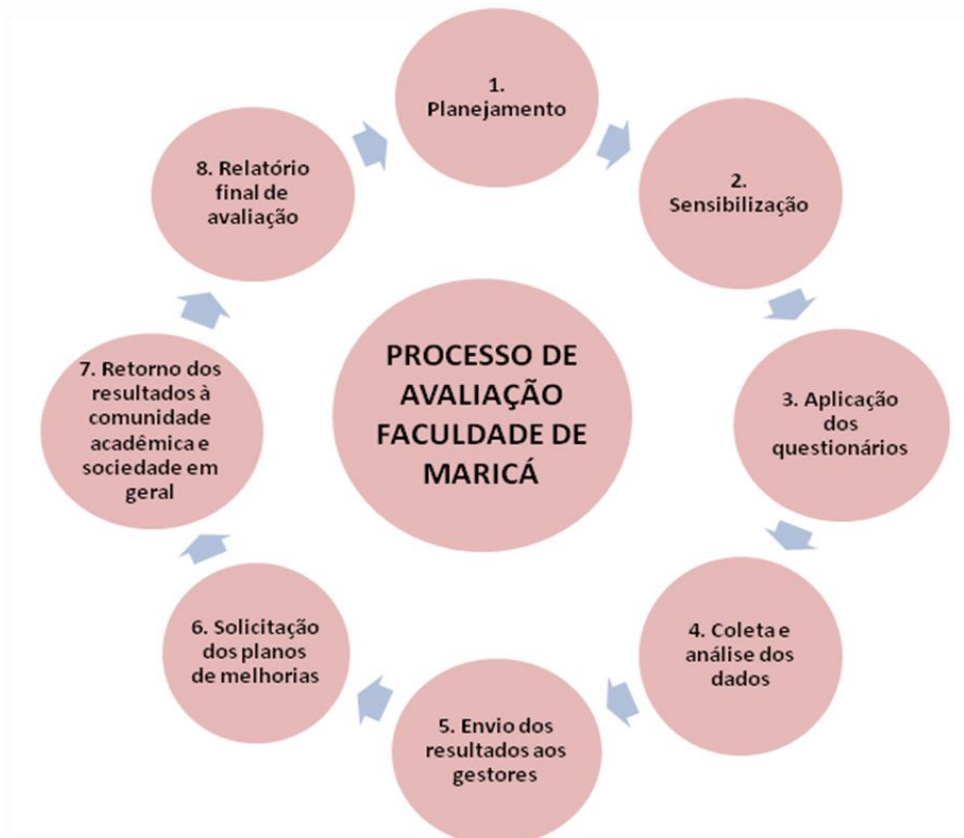 1.
Planejamento
2.
Sensibilização
3. Aplicação
dos
questionários
4. Coleta e
análise dos
dados
5. Envio dos
resultados aos
gestores
6. Solicitação
dos planos
de melhorias
7. Retorno dos
resultados à
comunidade
acadêmica e
sociedade em
geral
8. Relatório
final de
avaliação
PROCESSO DE
AVALIAÇÃO
FACULDADE DE
MARICÁ